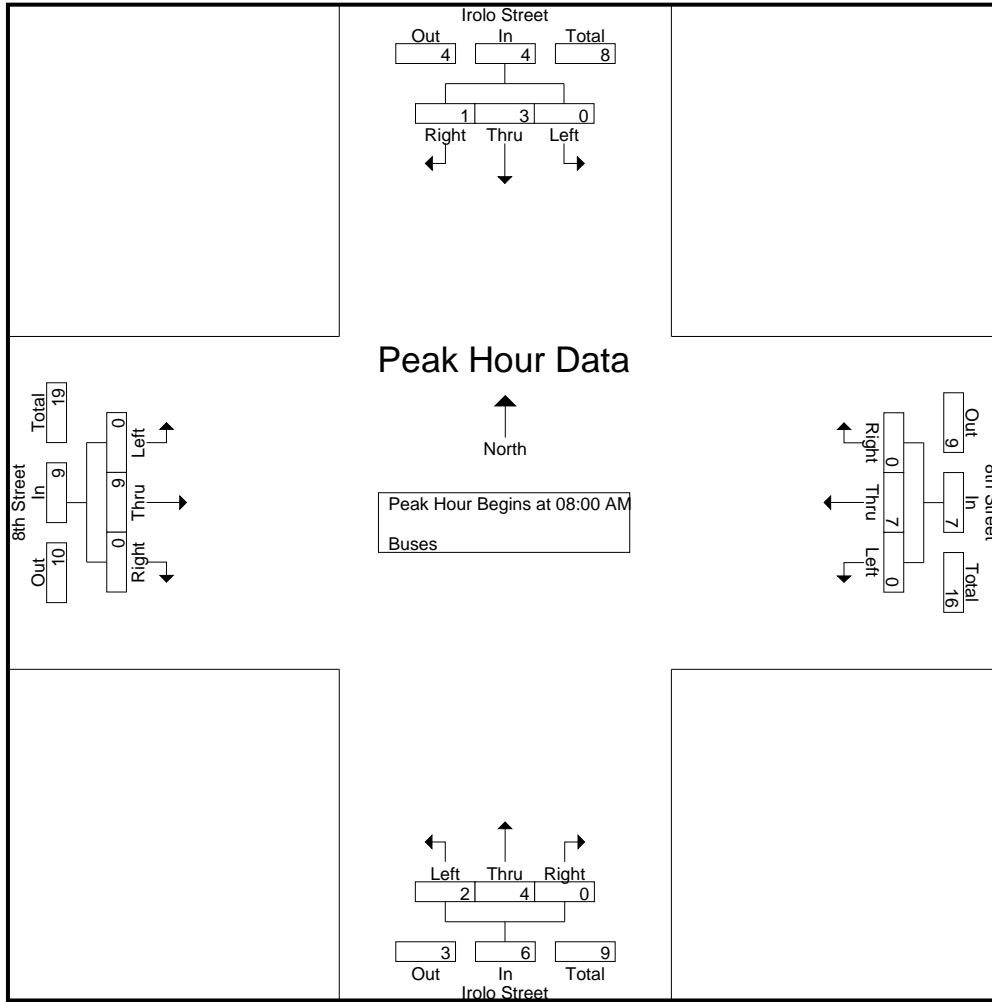 Irolo Street
Out In Total
4 4 8
1 3 0
Right Thru Left
Peak Hour Data
North
Peak Hour Begins at 08:00 AM
Buses
8th Street
Total In Out
19 9 10
0 9 0
Left Thru Right
8th Street
Out In Total
9 7 16
Right Thru Left
0 7 0
Left Thru Right
2 4 0
3 6 9
Out In Total
Irolo Street